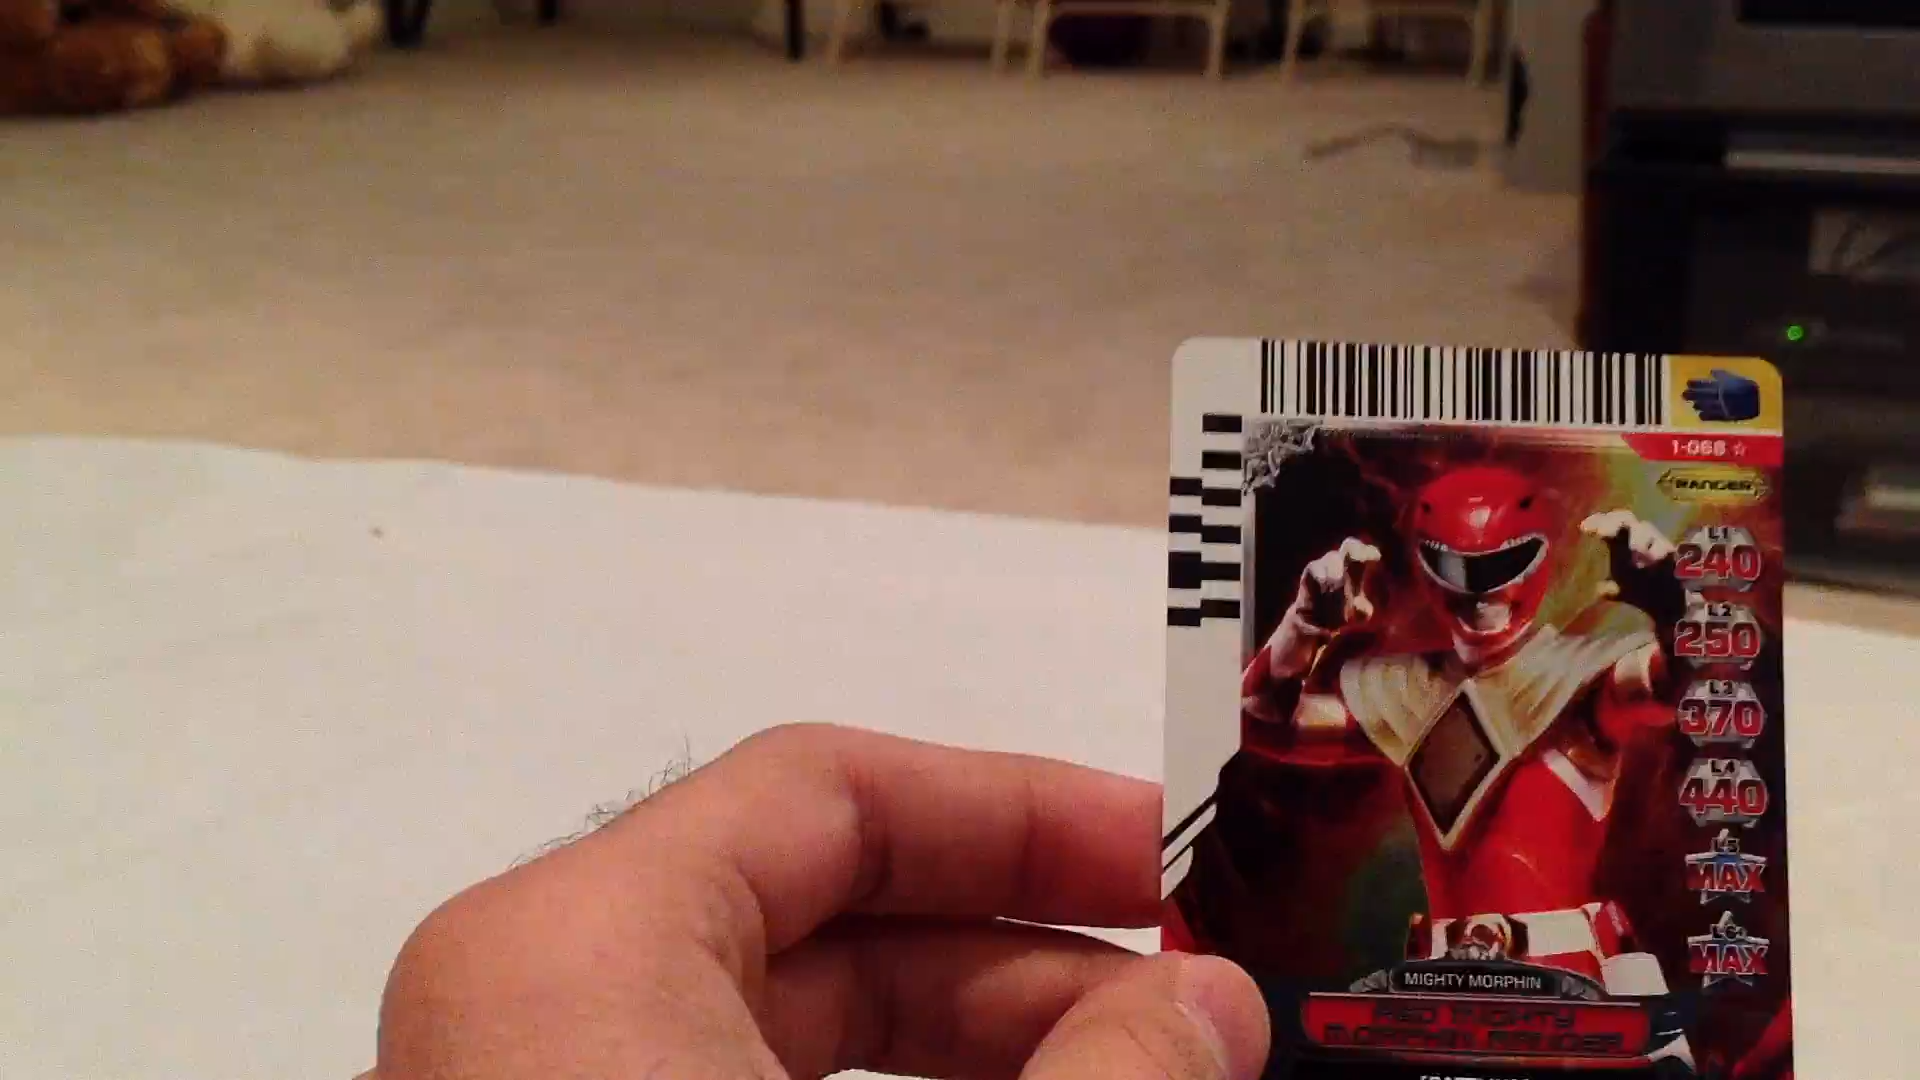 1-068 ☆
RANGER
L1
240
L2
250
L3
370
L4
440
L5
MAX
L6
MAX
MIGHTY MORPHIN
RED MIGHTY
MORPHIN RANGER